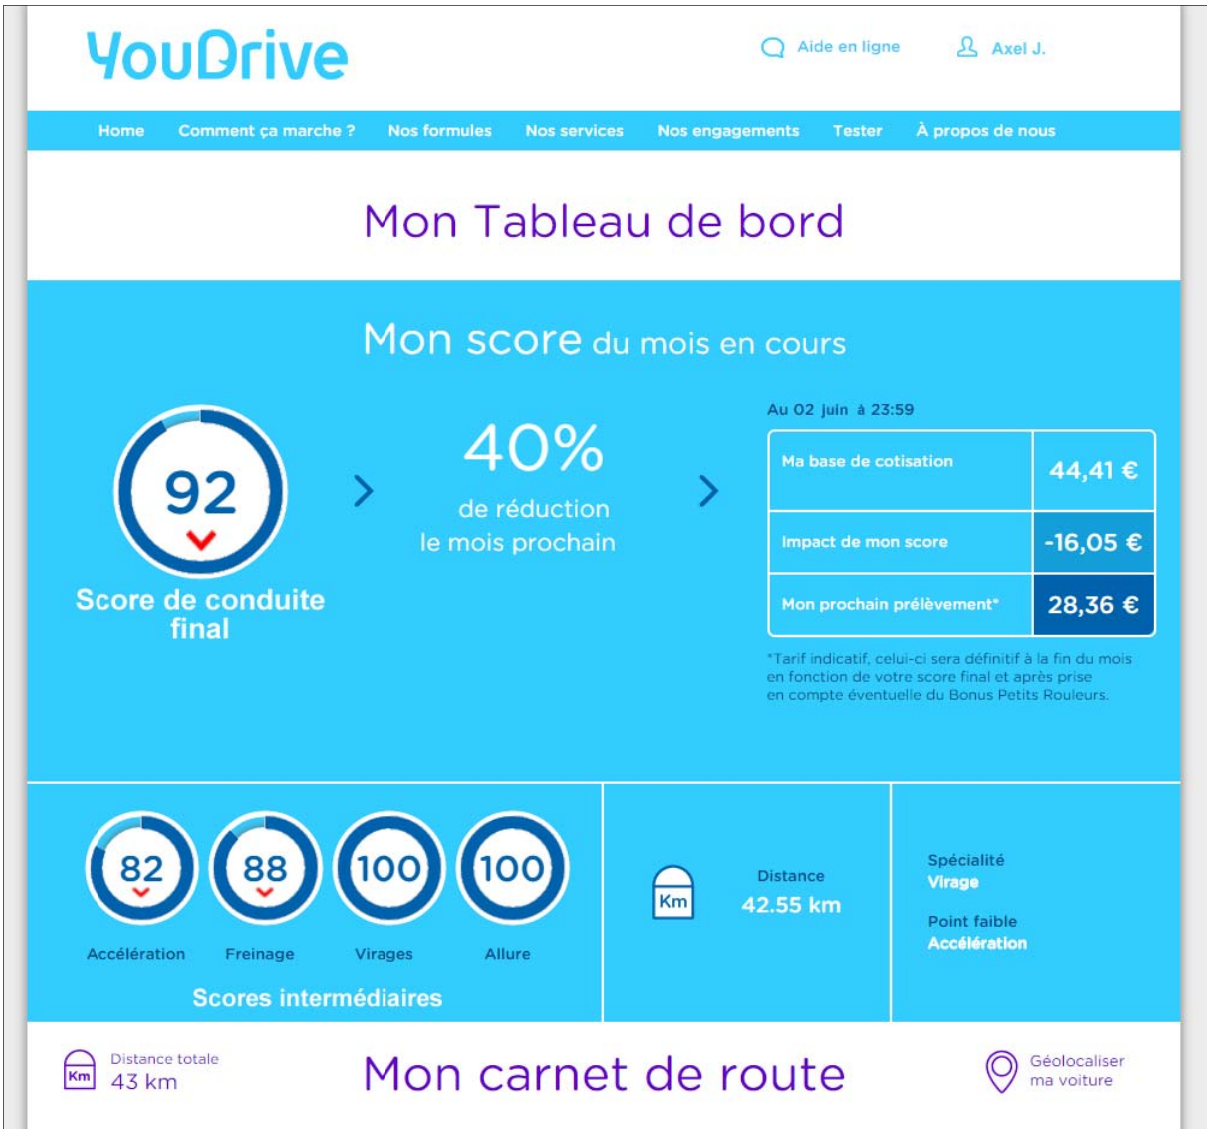 YouDrive
Aide en ligne
Axel J.
Home Comment ça marche ? Nos formules Nos services Nos engagements Tester À propos de nous
Mon Tableau de bord
Mon score du mois en cours
92
Score de conduite
final
40%
de réduction
le mois prochain
Au 02 juin à 23:59
Ma base de cotisation 44,41 €
Impact de mon score -16,05 €
Mon prochain prélèvement* 28,36 €
*Tarif indicatif, celui-ci sera définitif à la fin du mois
en fonction de votre score final et après prise
en compte éventuelle du Bonus Petits Rouleurs.
82 88 100 100
Accélération Freinage Virages Allure
Scores intermédiaires
Km
Distance
42.55 km
Spécialité
Virage
Point faible
Accélération
Km
Distance totale
43 km
Mon carnet de route
Géolocaliser
ma voiture